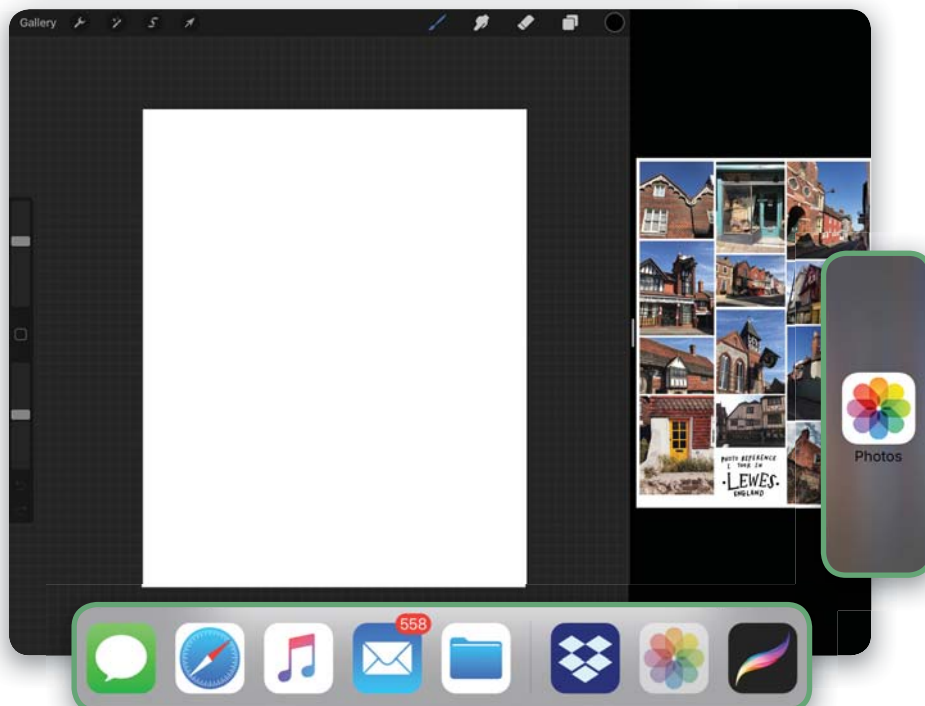 Gallery
PHOTO REFERENCE
I TOOK IN
·LEWES·
ENGLAND
Photos
558